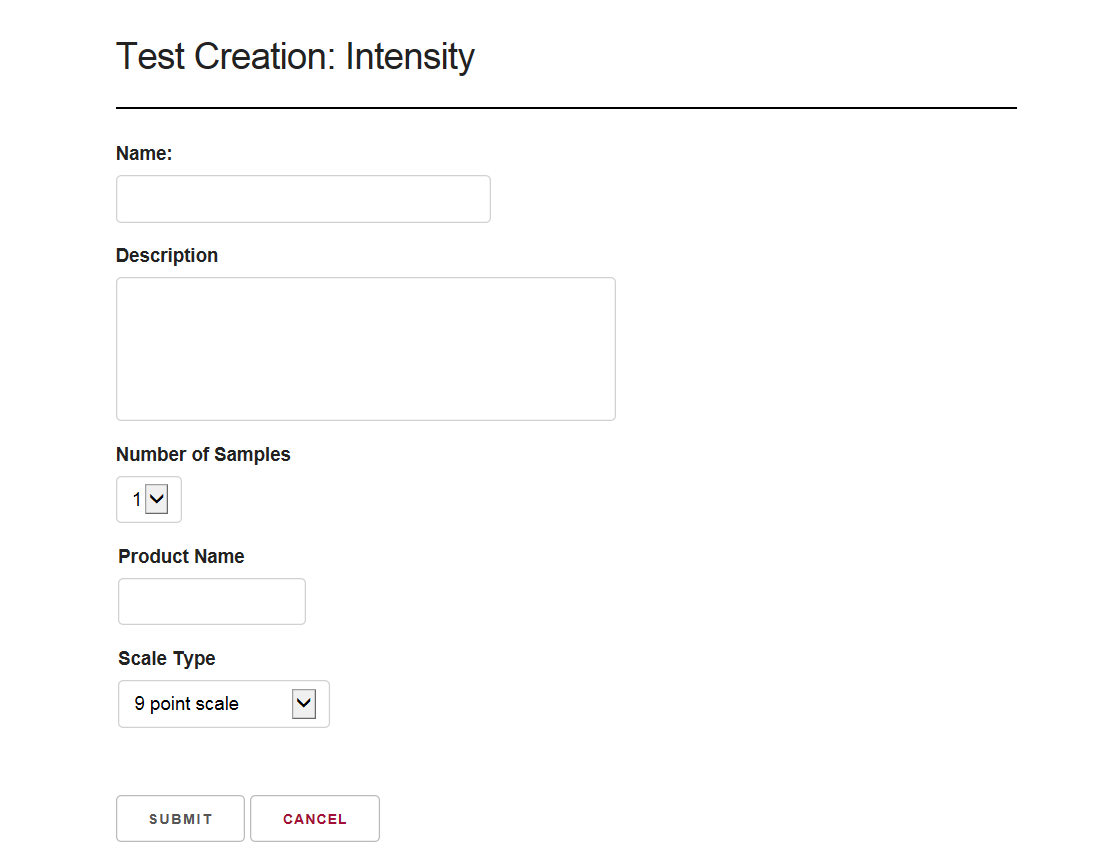 Test Creation: Intensity
Name:
Description
Number of Samples
1
Product Name
Scale Type
9 point scale
SUBMIT CANCEL